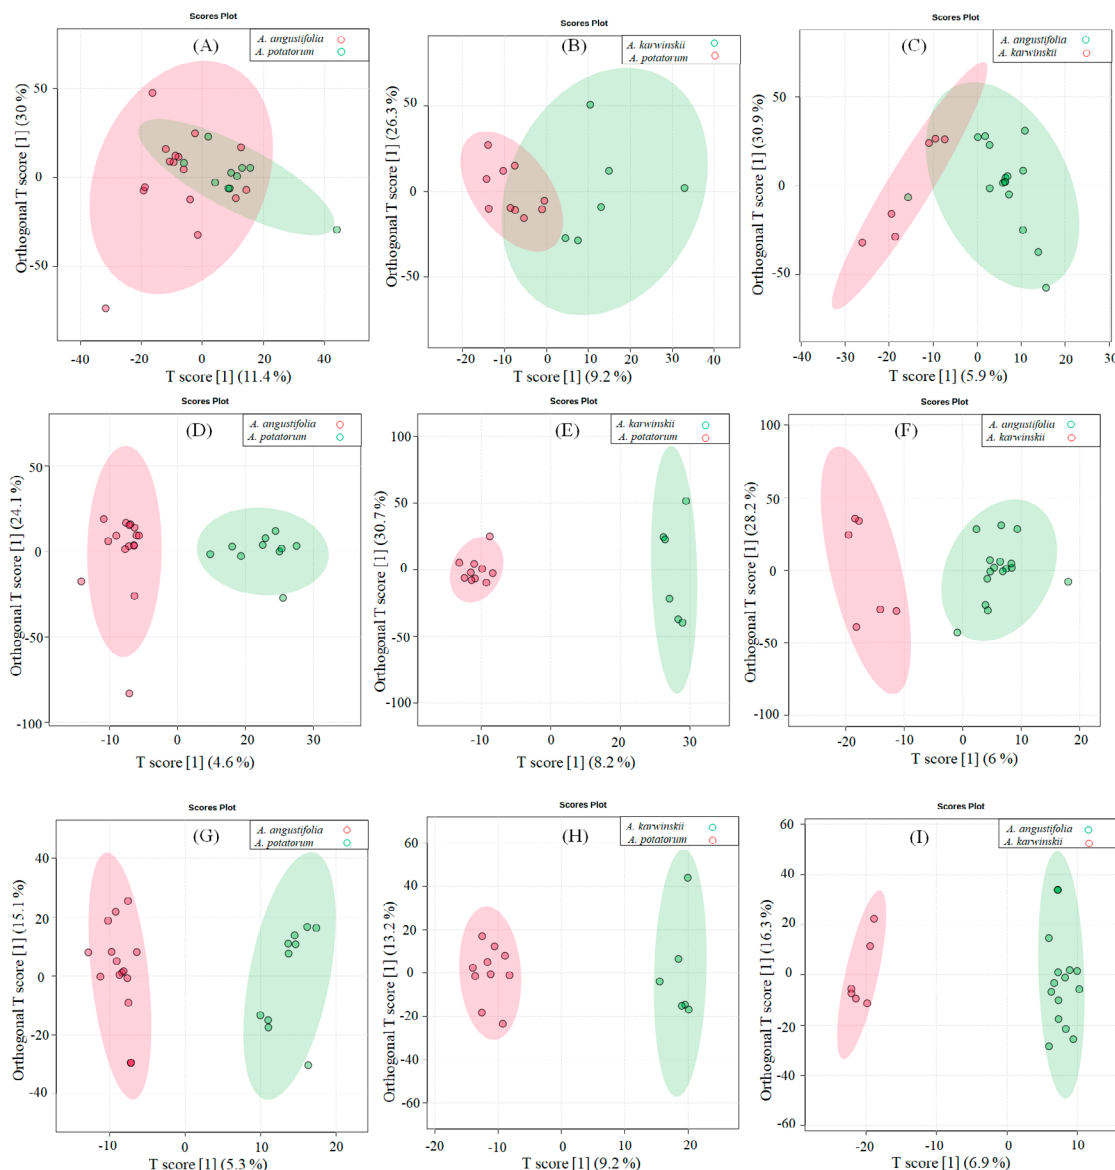 Scores Plot
(A)
A. angustifolia
A. potatorum
Orthogonal T score [1] (30 %)
50
0
-50
-40
-20
0
20
40
T score [1] (11.4 %)
Scores Plot
(B)
A. karwinskii
A. potatorum
Orthogonal T score [1] (26.3 %)
50
0
-50
-20
-10
0
10
20
30
40
T score [1] (9.2 %)
Scores Plot
(C)
A. angustifolia
A. karwinskii
Orthogonal T score [1] (30.9 %)
50
0
-50
-40
-30
-20
-10
0
10
20
30
T score [1] (5.9 %)
Scores Plot
(D)
A. angustifolia
A. potatorum
Orthogonal T score [1] (24.1 %)
50
0
-50
-100
-10
0
10
20
30
T score [1] (4.6 %)
Scores Plot
(E)
A. karwinskii
A. potatorum
Orthogonal T score [1] (30.7 %)
100
50
0
-50
-100
-10
0
10
20
30
T score [1] (8.2 %)
Scores Plot
(F)
A. angustifolia
A. karwinskii
Orthogonal T score [1] (28.2 %)
100
50
0
-50
-100
-20
-10
0
10
20
T score [1] (6 %)
Scores Plot
(G)
A. angustifolia
A. potatorum
Orthogonal T score [1] (15.1 %)
40
20
0
-20
-40
-10
0
10
20
T score [1] (5.3 %)
Scores Plot
(H)
A. karwinskii
A. potatorum
Orthogonal T score [1] (13.2 %)
60
40
20
0
-20
-40
-60
-20
-10
0
10
20
T score [1] (9.2 %)
Scores Plot
(I)
A. angustifolia
A. karwinskii
Orthogonal T score [1] (16.3 %)
60
40
20
0
-20
-40
-60
-20
-10
0
10
T score [1] (6.9 %)